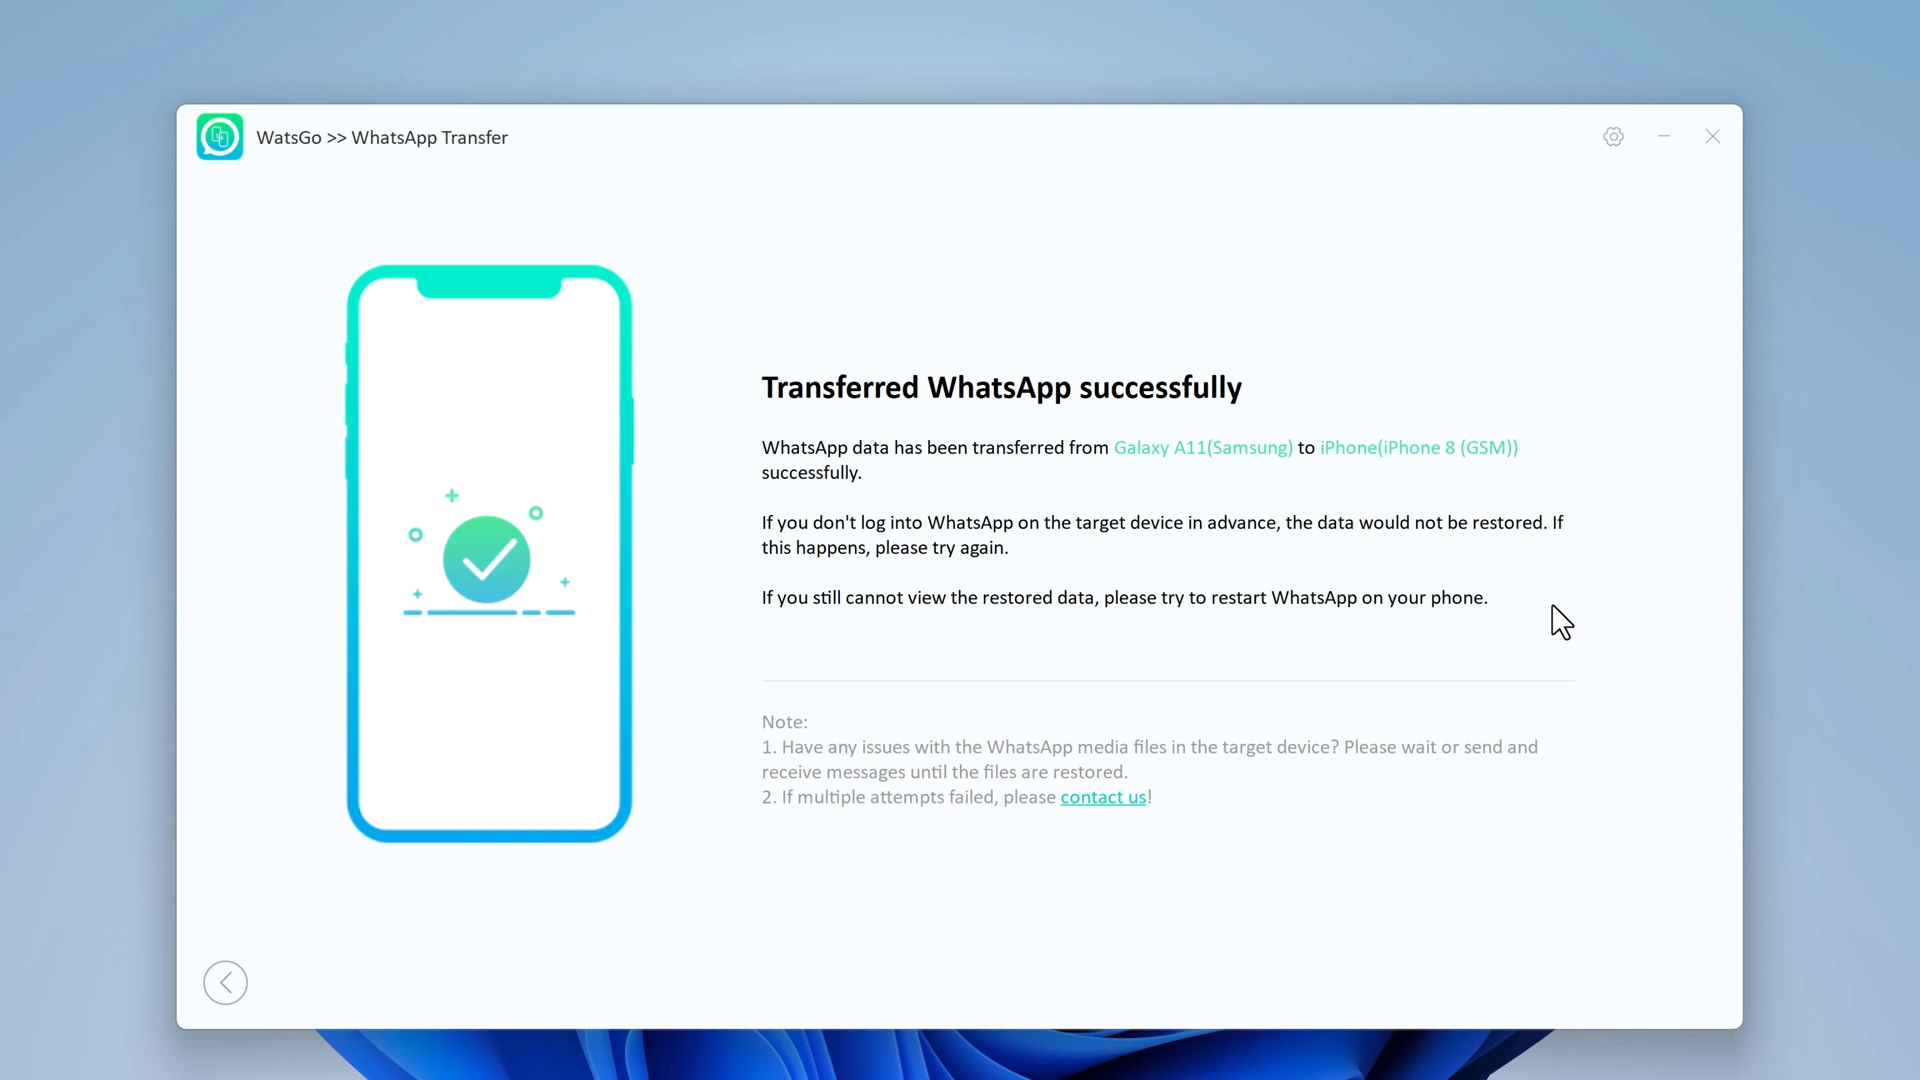 WatsGo >> WhatsApp Transfer
Transferred WhatsApp successfully
WhatsApp data has been transferred from Galaxy A11(Samsung) to iPhone(iPhone 8 (GSM))
successfully.
If you don't log into WhatsApp on the target device in advance, the data would not be restored. If
this happens, please try again.
If you still cannot view the restored data, please try to restart WhatsApp on your phone.
Note:
1. Have any issues with the WhatsApp media files in the target device? Please wait or send and
receive messages until the files are restored.
2. If multiple attempts failed, please contact us!